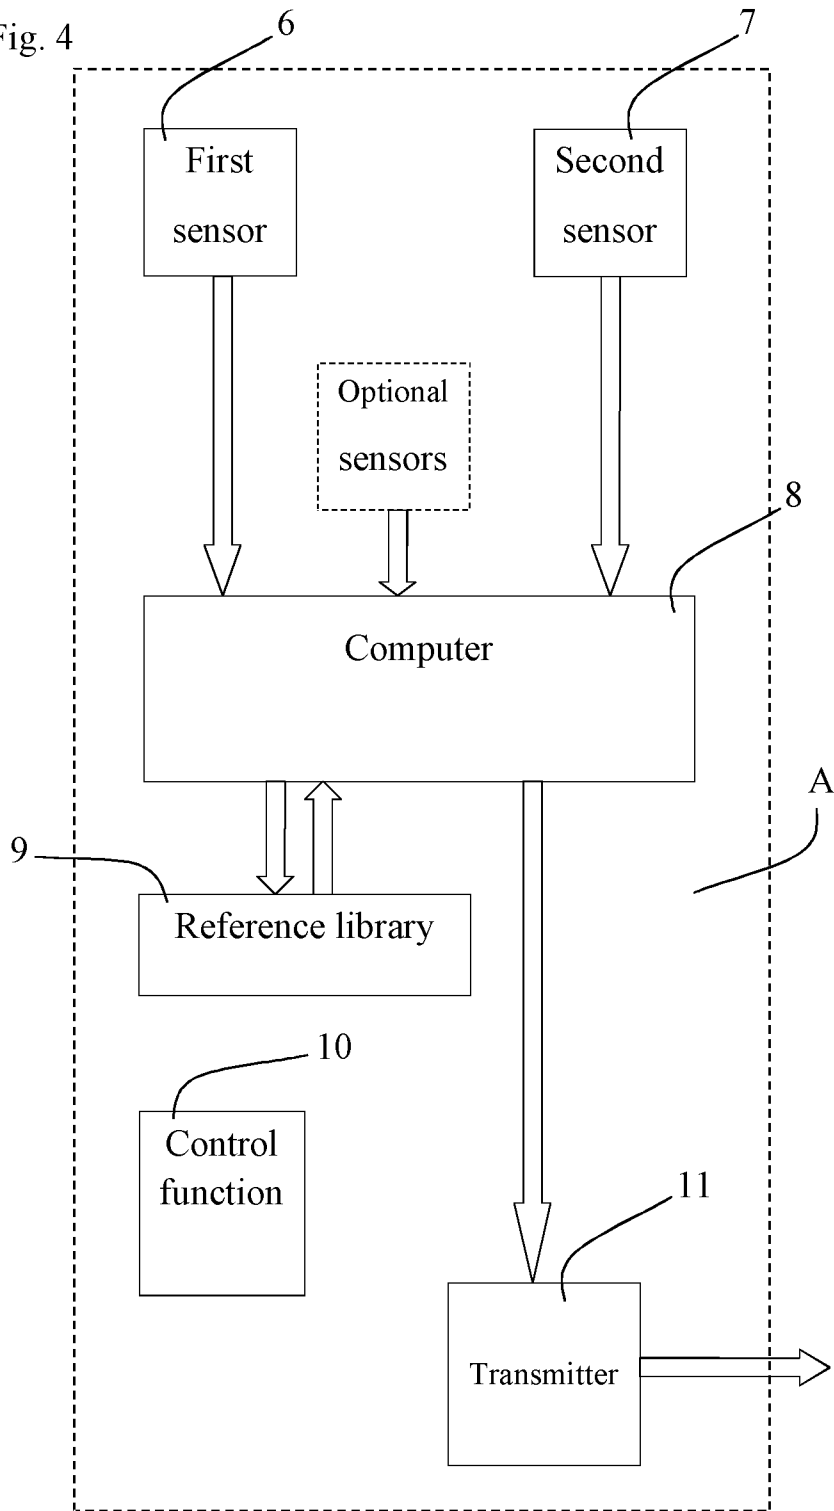 Fig. 4
6
7
First
sensor
Second
sensor
Optional
sensors
8
Computer
A
9
Reference library
10
Control
function
11
Transmitter